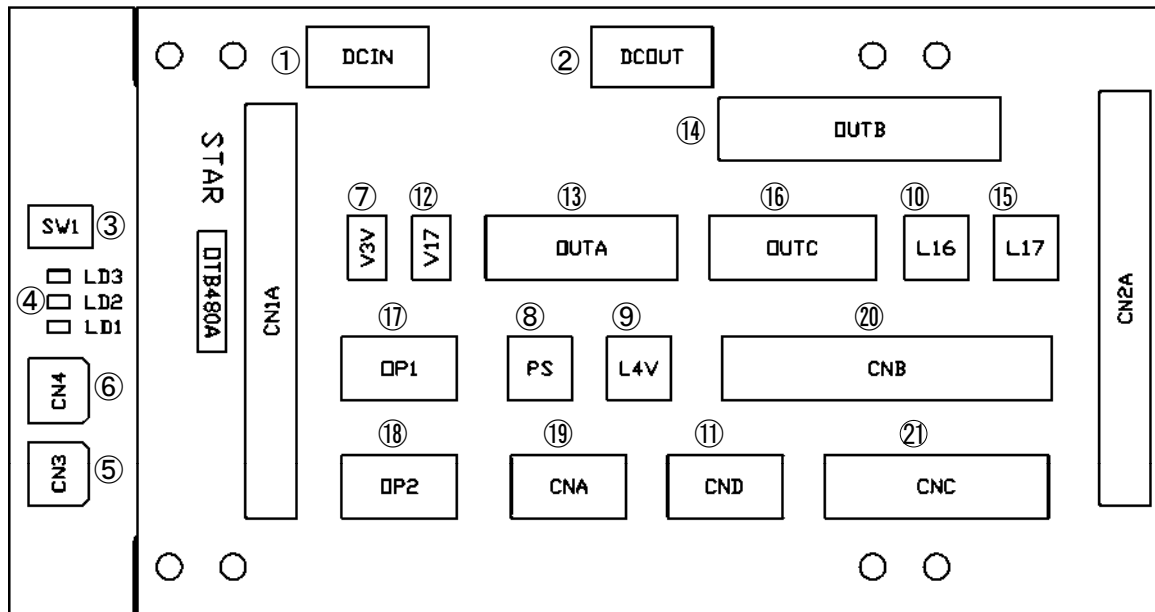 ① DCIN
② DCOUT
⑭ OUTB
STAR
OTB480A
CN1A
CN2A
SW1 ③
④
LD3
LD2
LD1
CN4 ⑥
CN3 ⑤
⑦ V3V
⑫ V17
⑬ OUTA
⑯ OUTC
⑩ L16
⑮ L17
⑰ OP1
⑧ PS
⑨ L4V
⑳ CNB
⑱ OP2
⑲ CNA
⑪ CND
㉑ CNC